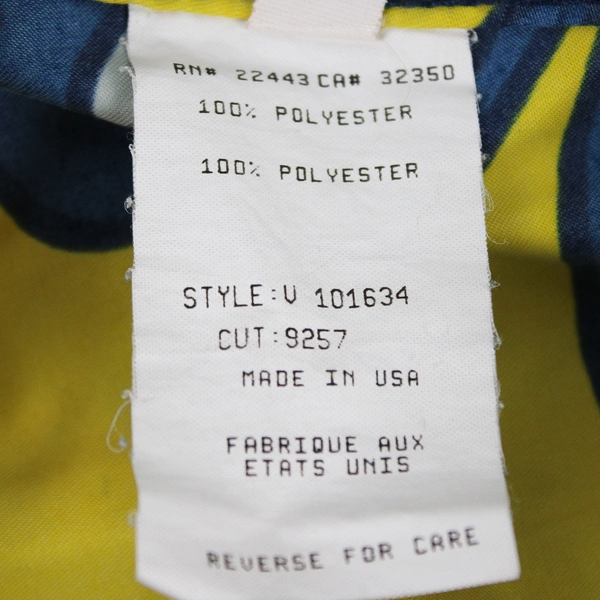 RN# 22443 CA# 32350
100% POLYESTER
100% POLYESTER
STYLE:V 101634
CUT:9257
MADE IN USA
FABRIQUE AUX
ETATS UNIS
REVERSE FOR CARE